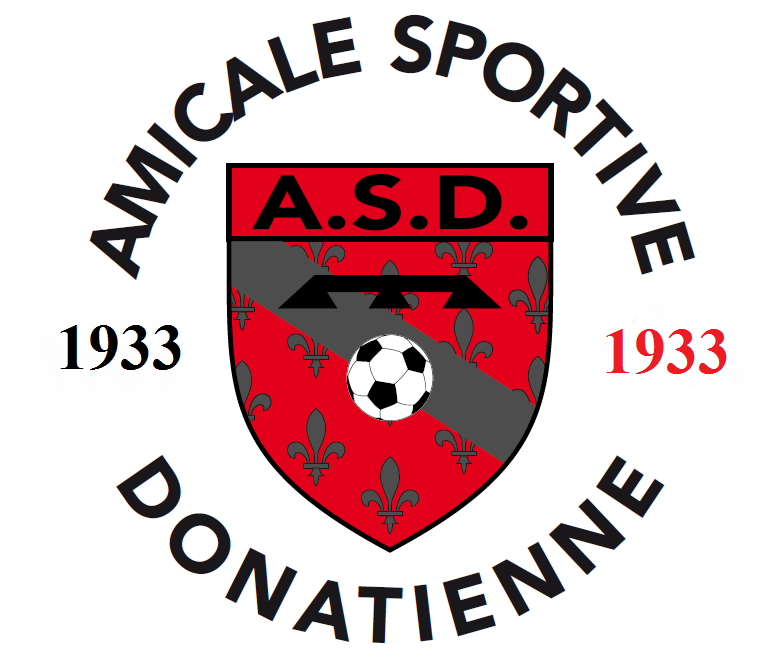 AMICALE SPORTIVE
A.S.D.
1933
1933
DONATIENNE